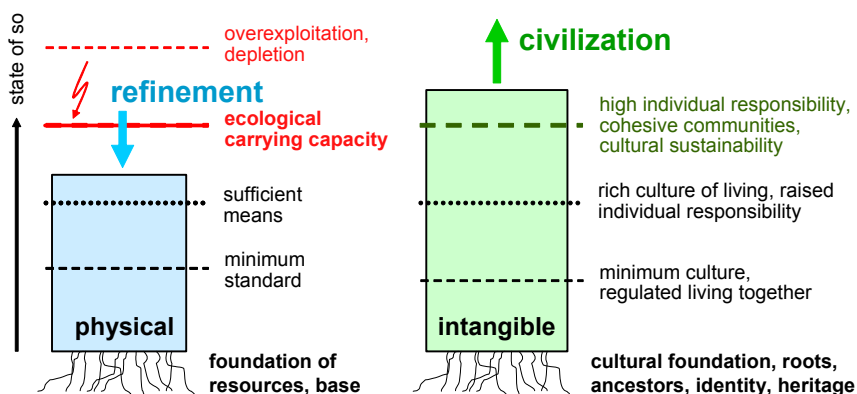 state of so
overexploitation,
depletion
refinement
ecological
carrying capacity
sufficient
means
minimum
standard
physical
foundation of
resources, base
civilization
high individual responsibility,
cohesive communities,
cultural sustainability
rich culture of living, raised
individual responsibility
minimum culture,
regulated living together
intangible
cultural foundation, roots,
ancestors, identity, heritage